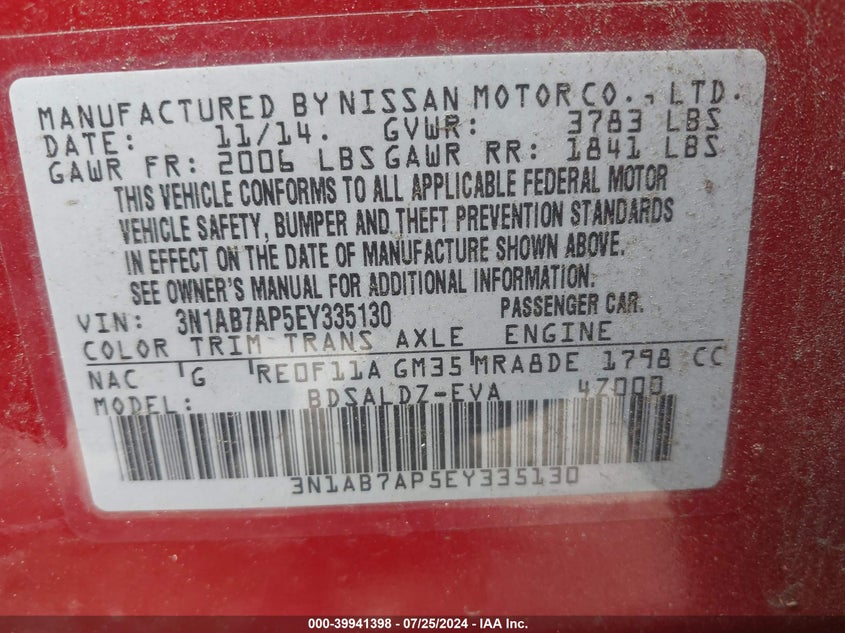 MANUFACTURED BY NISSAN MOTOR CO., LTD.
DATE: 11/14. GVWR: 3783 LBS
GAWR FR: 2006 LBS GAWR RR: 1841 LBS
THIS VEHICLE CONFORMS TO ALL APPLICABLE FEDERAL MOTOR
VEHICLE SAFETY, BUMPER AND THEFT PREVENTION STANDARDS
IN EFFECT ON THE DATE OF MANUFACTURE SHOWN ABOVE.
SEE OWNER'S MANUAL FOR ADDITIONAL INFORMATION.
VIN: 3N1AB7AP5EY335130 PASSENGER CAR.
COLOR TRIM TRANS AXLE ENGINE
NAC G RE0F11A GM35 MRA8DE 1798 CC
MODEL: BDSALDZ-EVA 4Z000
3N1AB7AP5EY335130
000-39941398 - 07/25/2024 - IAA Inc.